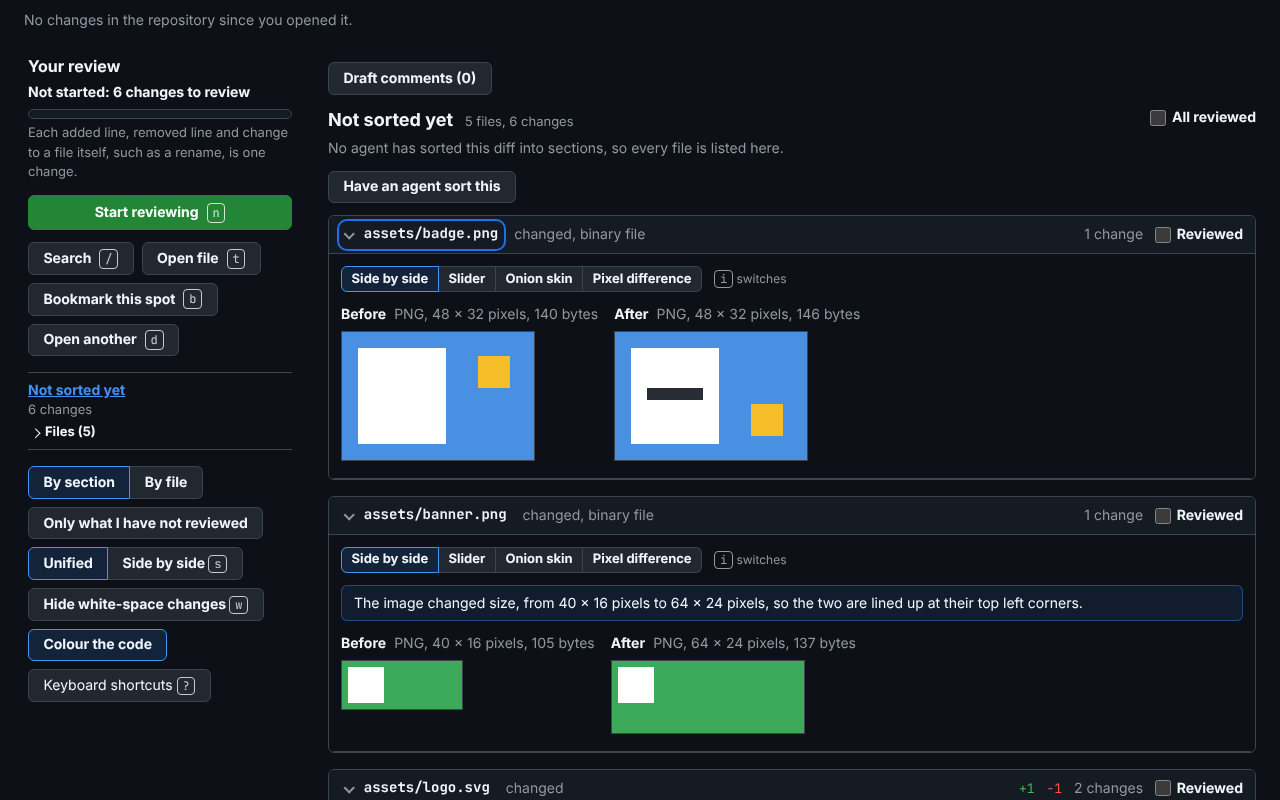 No changes in the repository since you opened it.
Your review
Not started: 6 changes to review
Each added line, removed line and change
to a file itself, such as a rename, is one
change.
Start reviewing n
Search / Open file t
Bookmark this spot b
Open another d
Not sorted yet
6 changes
Files (5)
By section By file
Only what I have not reviewed
Unified Side by side s
Hide white-space changes w
Colour the code
Keyboard shortcuts ?
Draft comments (0)
Not sorted yet 5 files, 6 changes All reviewed
No agent has sorted this diff into sections, so every file is listed here.
Have an agent sort this
assets/badge.png changed, binary file 1 change Reviewed
Side by side Slider Onion skin Pixel difference i switches
Before PNG, 48 × 32 pixels, 140 bytes After PNG, 48 × 32 pixels, 146 bytes
assets/banner.png changed, binary file 1 change Reviewed
Side by side Slider Onion skin Pixel difference i switches
The image changed size, from 40 × 16 pixels to 64 × 24 pixels, so the two are lined up at their top left corners.
Before PNG, 40 × 16 pixels, 105 bytes After PNG, 64 × 24 pixels, 137 bytes
assets/logo.svg changed +1 -1 2 changes Reviewed